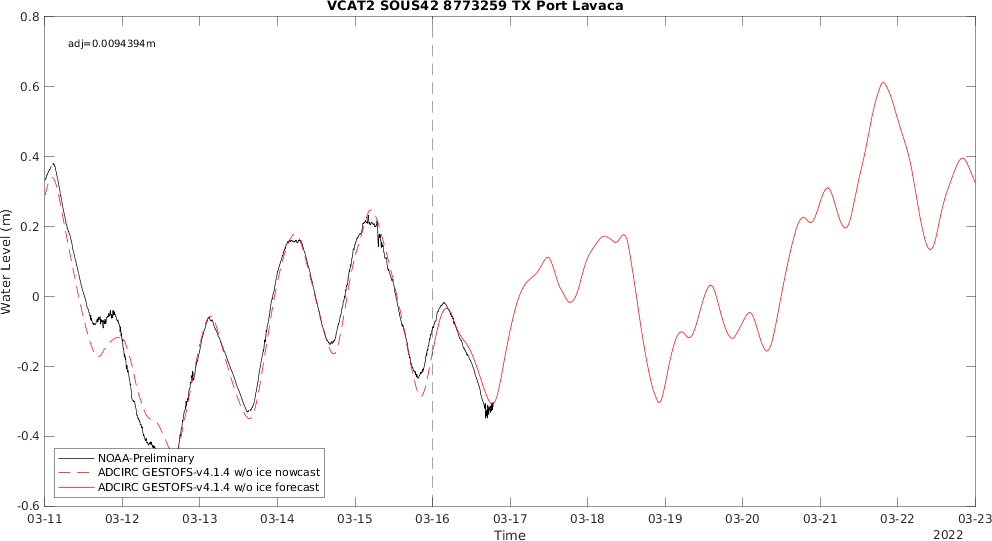 VCAT2 SOUS42 8773259 TX Port Lavaca
adj=0.0094394m
0.8
0.6
0.4
0.2
0
-0.2
-0.4
-0.6
Water Level (m)
NOAA-Preliminary
ADCIRC GESTOFS-v4.1.4 w/o ice nowcast
ADCIRC GESTOFS-v4.1.4 w/o ice forecast
03-11 03-12 03-13 03-14 03-15 03-16 03-17 03-18 03-19 03-20 03-21 03-22 03-23
Time
2022